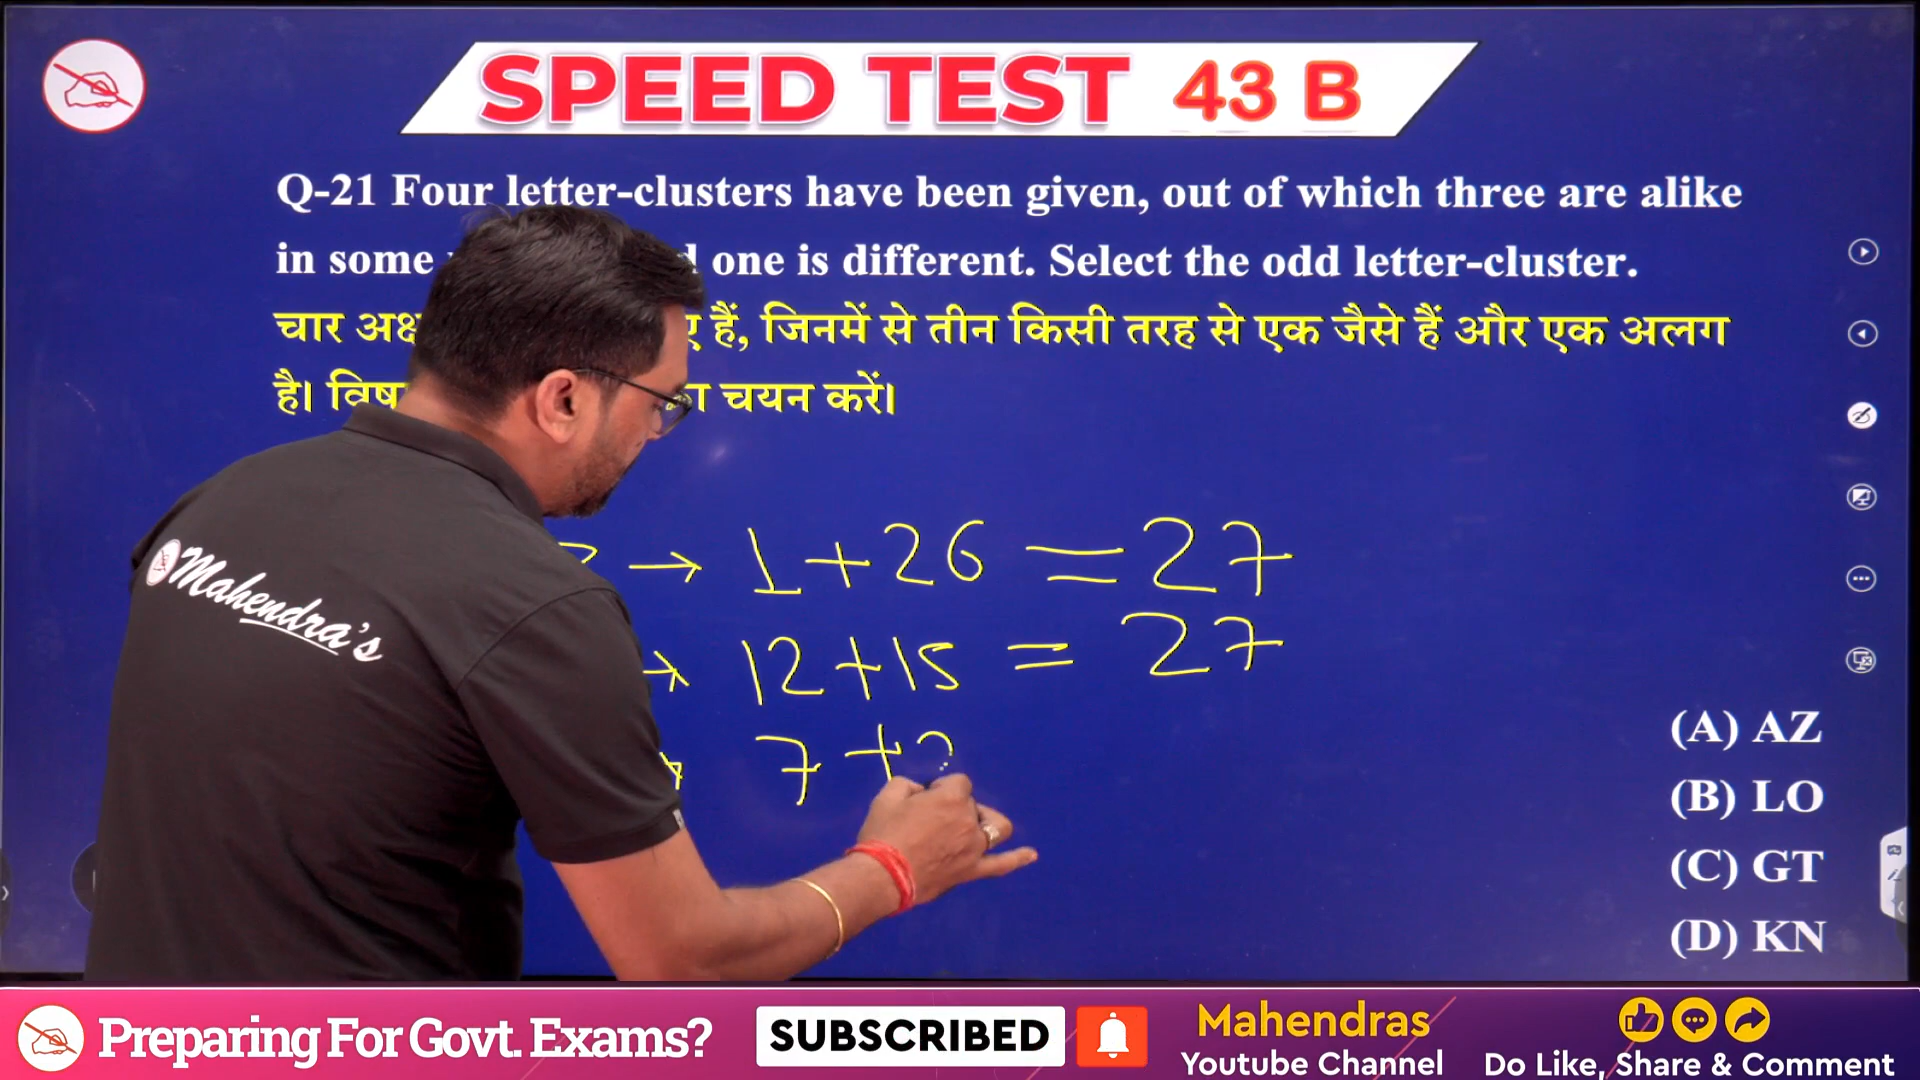 SPEED TEST 43 B
Q-21 Four letter-clusters have been given, out of which three are alike
in some one is different. Select the odd letter-cluster.
चार हैं, जिनमें से तीन किसी तरह से एक जैसे हैं और एक अलग
है। चयन करें।
→ 1+26 = 27
→ 12+15 = 27
7+2
(A) AZ
(B) LO
(C) GT
(D) KN
Mahendra's
Preparing For Govt. Exams?
SUBSCRIBED
Mahendras
Youtube Channel
Do Like, Share & Comment